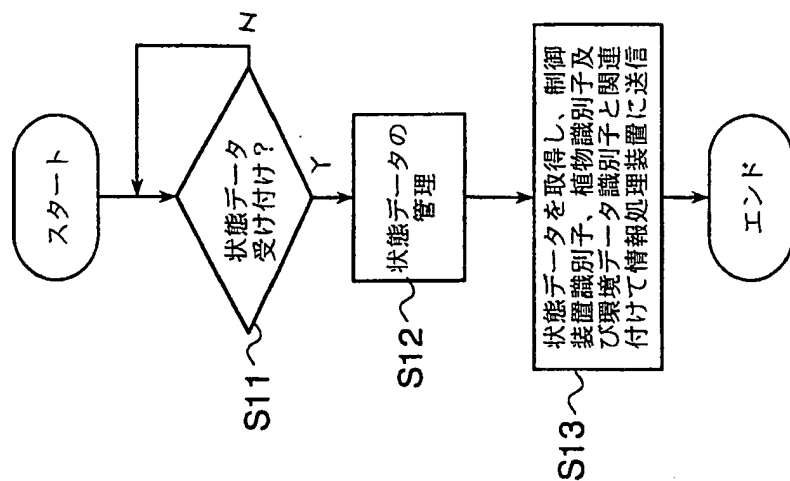 スタート
状態データ
受け付け？
N
Y
S11
状態データの
管理
S12
状態データを取得し、制御
装置識別子、植物識別子及
び環境データ識別子と関連
付けて情報処理装置に送信
S13
エンド